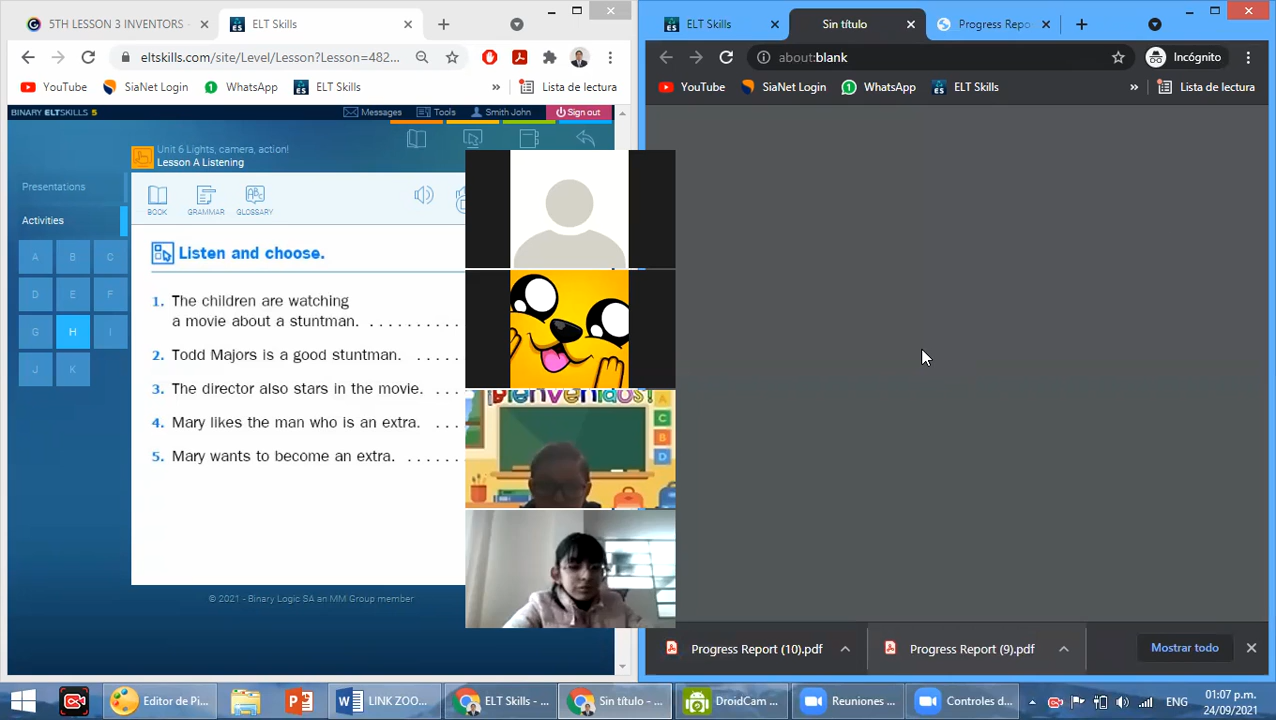 5TH LESSON 3 INVENTORS -
ELT Skills
eltskills.com/site/Level/Lesson?Lesson=482...
YouTube
SiaNet Login
WhatsApp
ELT Skills
»
Lista de lectura
BINARY ELTSKILLS 5
Messages
Tools
Smith John
Sign out
Unit 6 Lights, camera, action!
Lesson A Listening
Presentations
Activities
A B C
D E F
G H I
J K
BOOK
GRAMMAR
GLOSSARY
Listen and choose.
1. The children are watching
a movie about a stuntman. . . . . . . . . .
2. Todd Majors is a good stuntman. . . . . .
3. The director also stars in the movie. . . .
4. Mary likes the man who is an extra. . . .
5. Mary wants to become an extra. . . . . . .
© 2021 - Binary Logic SA an MM Group member
¡Bienvenidos!
A
C
B
D
ELT Skills
Sin título
Progress Repo
about:blank
Incógnito
YouTube
SiaNet Login
WhatsApp
ELT Skills
»
Lista de lectura
Progress Report (10).pdf
Progress Report (9).pdf
Mostrar todo
Editor de Pi...
LINK ZOO...
ELT Skills - ...
Sin título - ...
DroidCam ...
Reuniones ...
Controles d...
ENG
01:07 p.m.
24/09/2021